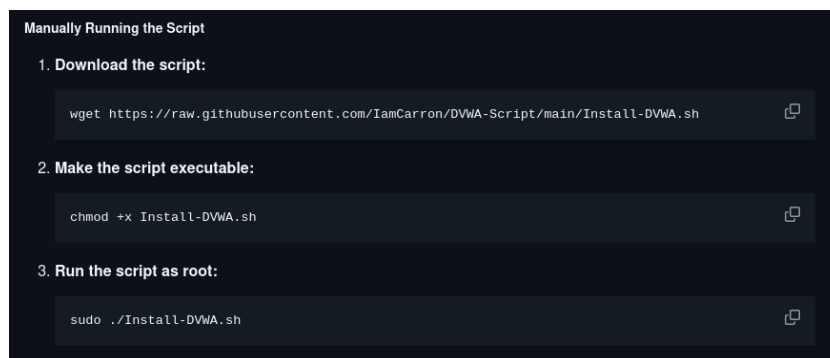 Manually Running the Script
1. Download the script:
wget https://raw.githubusercontent.com/IamCarron/DVWA-Script/main/Install-DVWA.sh
2. Make the script executable:
chmod +x Install-DVWA.sh
3. Run the script as root:
sudo ./Install-DVWA.sh